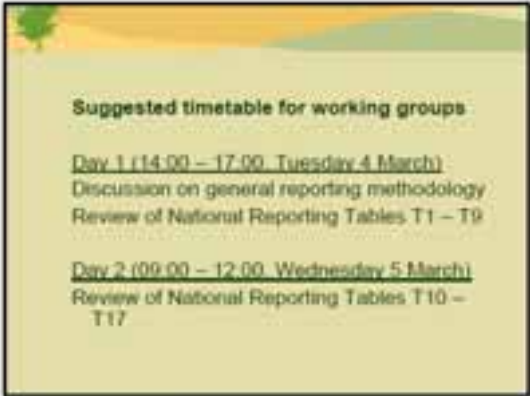 Suggested timetable for working groups
Day 1 (14:00 – 17:00, Tuesday 4 March)
Discussion on general reporting methodology
Review of National Reporting Tables T1 – T9
Day 2 (09:00 – 12:00, Wednesday 5 March)
Review of National Reporting Tables T10 –
T17